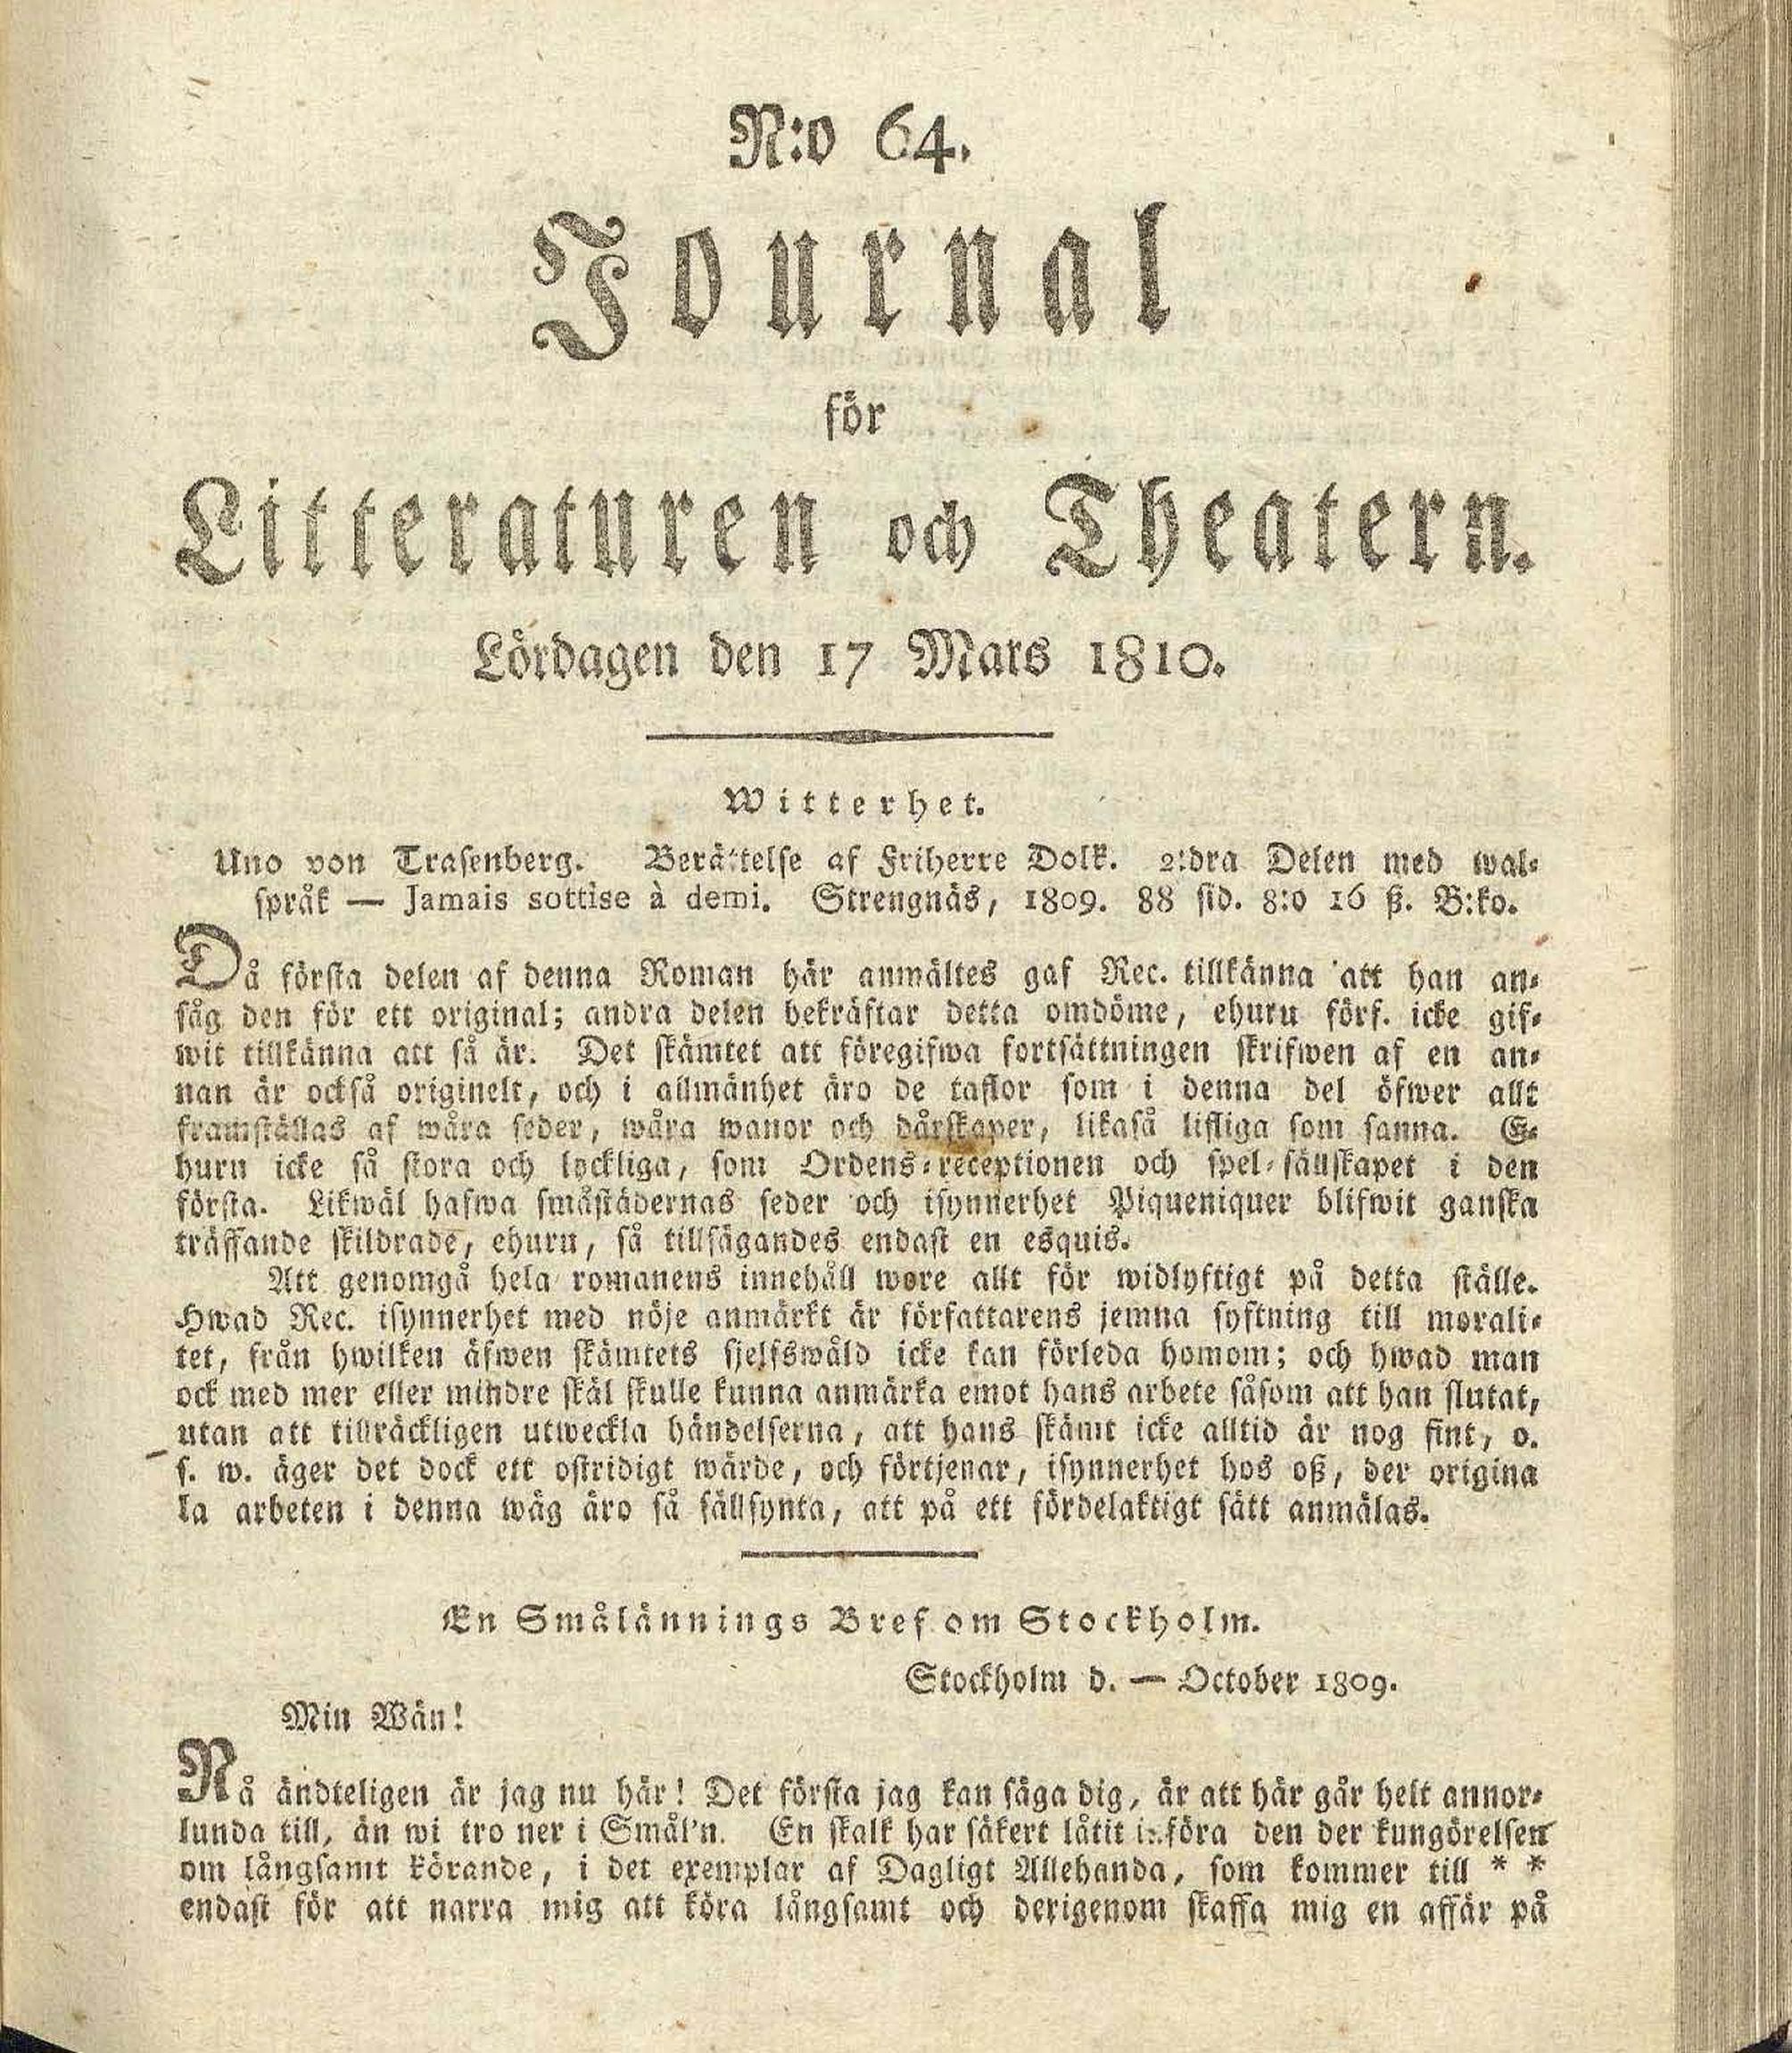 N:o 64.
Journal
för
Litteraturen och Theatern.
Lördagen den 17 Mars 1810.
Witterhet.
Uno von Trasenberg. Berättelse af Friherre Dolk. 2:dra Delen med wal-
språk — Jamais sottise à demi. Strengnäs, 1809. 88 sid. 8:o 16 ß. B:ko.
Då första delen af denna Roman här anmältes gaf Rec. tillkänna att han an-
såg den för ett original; andra delen bekräftar detta omdöme, ehuru förf. icke gif-
wit tillkänna att så är. Det skämtet att föregifwa fortsättningen skrifwen af en an-
nan är också originelt, och i allmänhet äro de taflor som i denna del öfwer allt
framställas af wåra seder, wåra wanor och dårskaper, likaså lifliga som sanna. E-
huru icke så stora och lyckliga, som Ordens-receptionen och spel-sällskapet i den
första. Likwäl hafwa småstädernas seder och isynnerhet Piqueniquer blifwit ganska
träffande skildrade, ehuru, så tillsägandes endast en esquis.
Att genomgå hela romanens innehåll wore allt för widlyftigt på detta ställe.
Hwad Rec. isynnerhet med nöje anmärkt är författarens jemna syftning till morali-
tet, från hwilken äfwen skämtets sjelfswåld icke kan förleda homom; och hwad man
ock med mer eller mindre skäl skulle kunna anmärka emot hans arbete såsom att han slutat,
utan att tillräckligen utweckla händelserna, att hans skämt icke alltid är nog fint, o.
s. w. äger det dock ett ostridigt wärde, och förtjenar, isynnerhet hos oß, der origina
la arbeten i denna wäg äro så sällsynta, att på ett fördelaktigt sätt anmälas.
En Smålännings Bref om Stockholm.
Stockholm d. — October 1809.
Min Wän!
Nå ändteligen är jag nu här! Det första jag kan säga dig, är att här går helt annor-
lunda till, än wi tro ner i Smål'n. En skalk har säkert låtit införa den der kungörelsen
om långsamt körande, i det exemplar af Dagligt Allehanda, som kommer till * *
endast för att narra mig att köra långsamt och derigenom skaffa mig en affär på